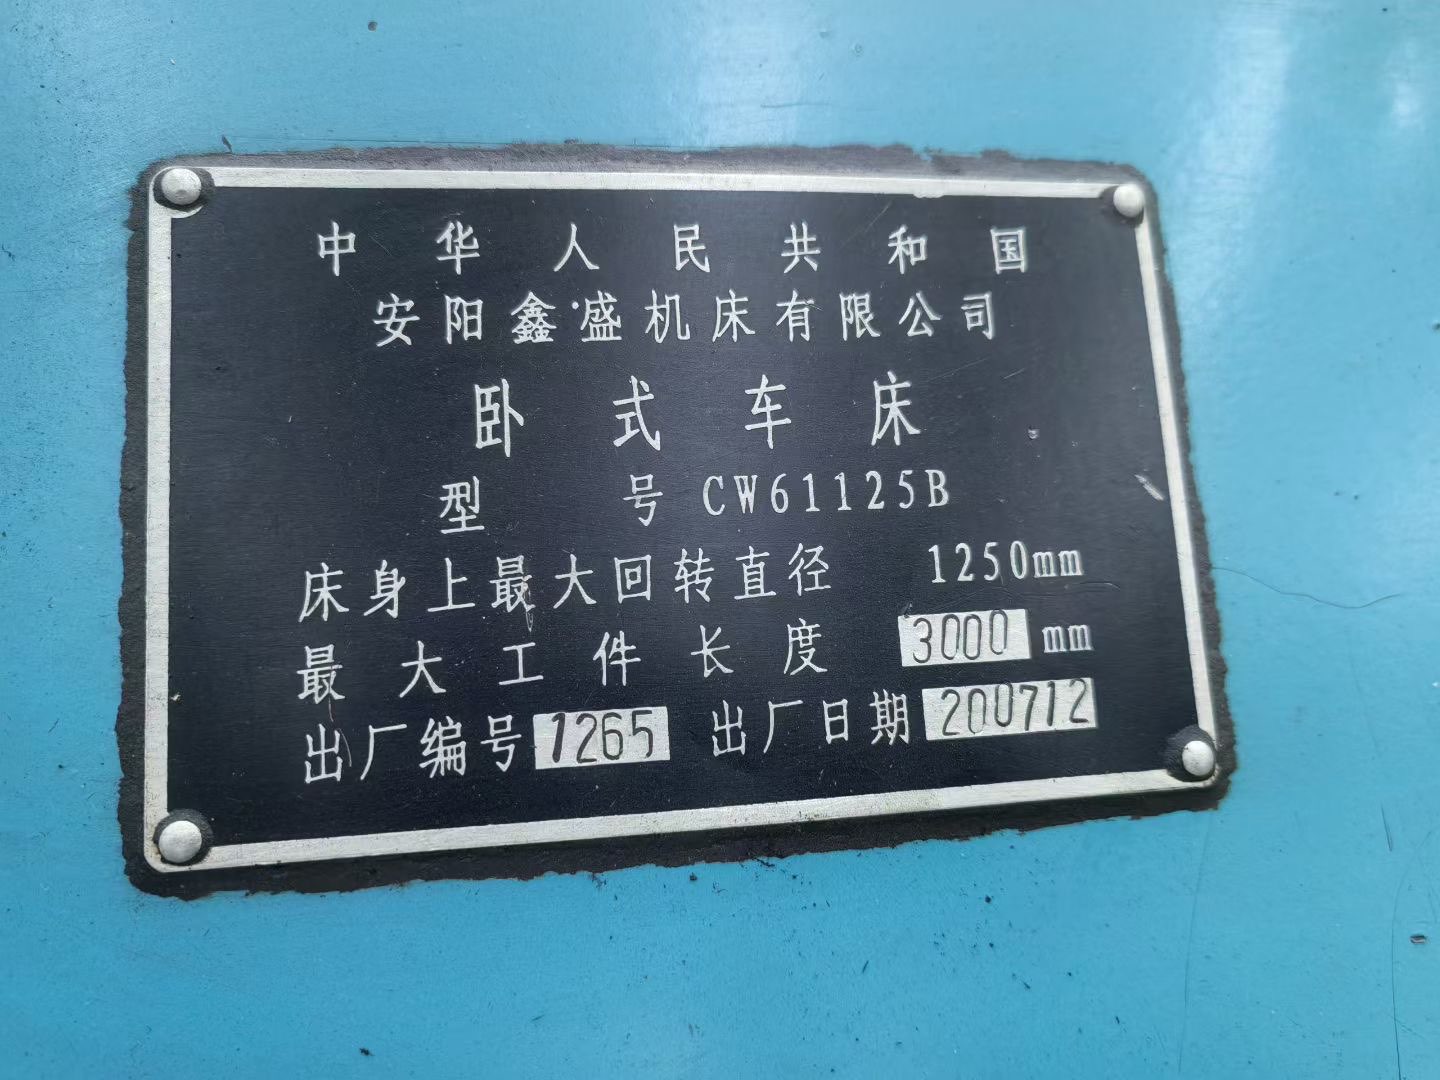 中华人民共和国
安阳鑫盛机床有限公司
卧式车床
型号 CW61125B
床身上最大回转直径 1250mm
最大工件长度 3000 mm
出厂编号 1265 出厂日期 200712